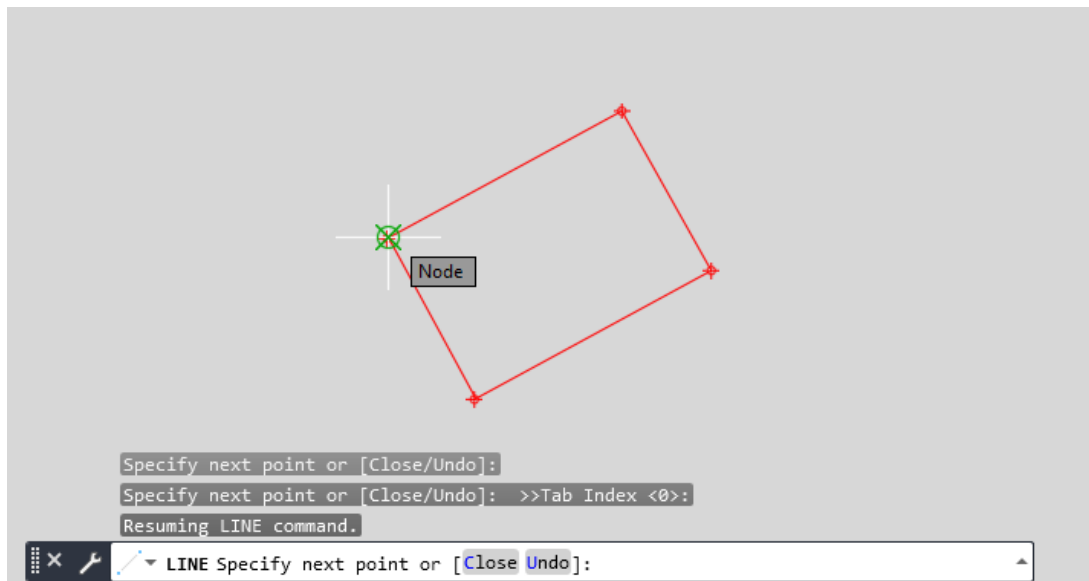 Node
Specify next point or [Close/Undo]:
Specify next point or [Close/Undo]:  >>Tab Index <0>:
Resuming LINE command.
LINE Specify next point or [Close Undo]: